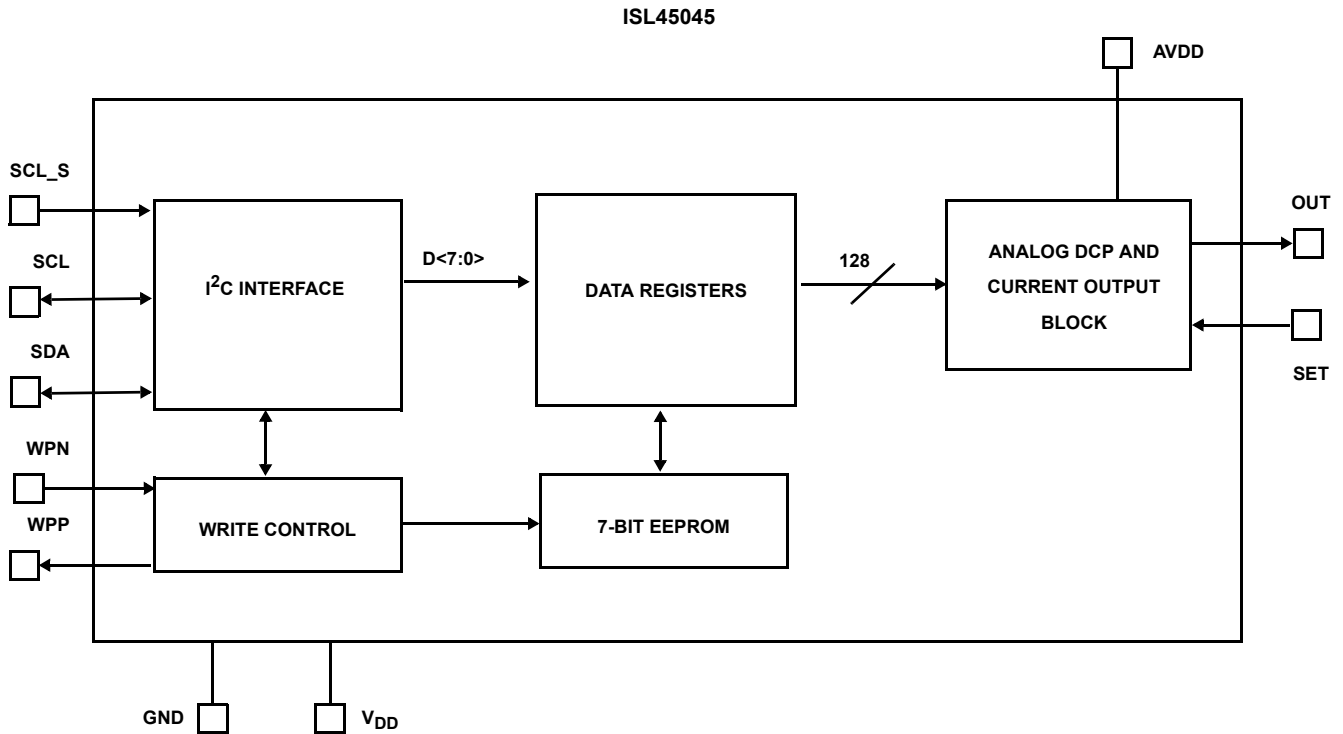 ISL45045
AVDD
SCL_S
OUT
SCL
D<7:0>
128
I²C INTERFACE
DATA REGISTERS
ANALOG DCP AND
CURRENT OUTPUT
BLOCK
SDA
SET
WPN
WPP
WRITE CONTROL
7-BIT EEPROM
GND
VDD